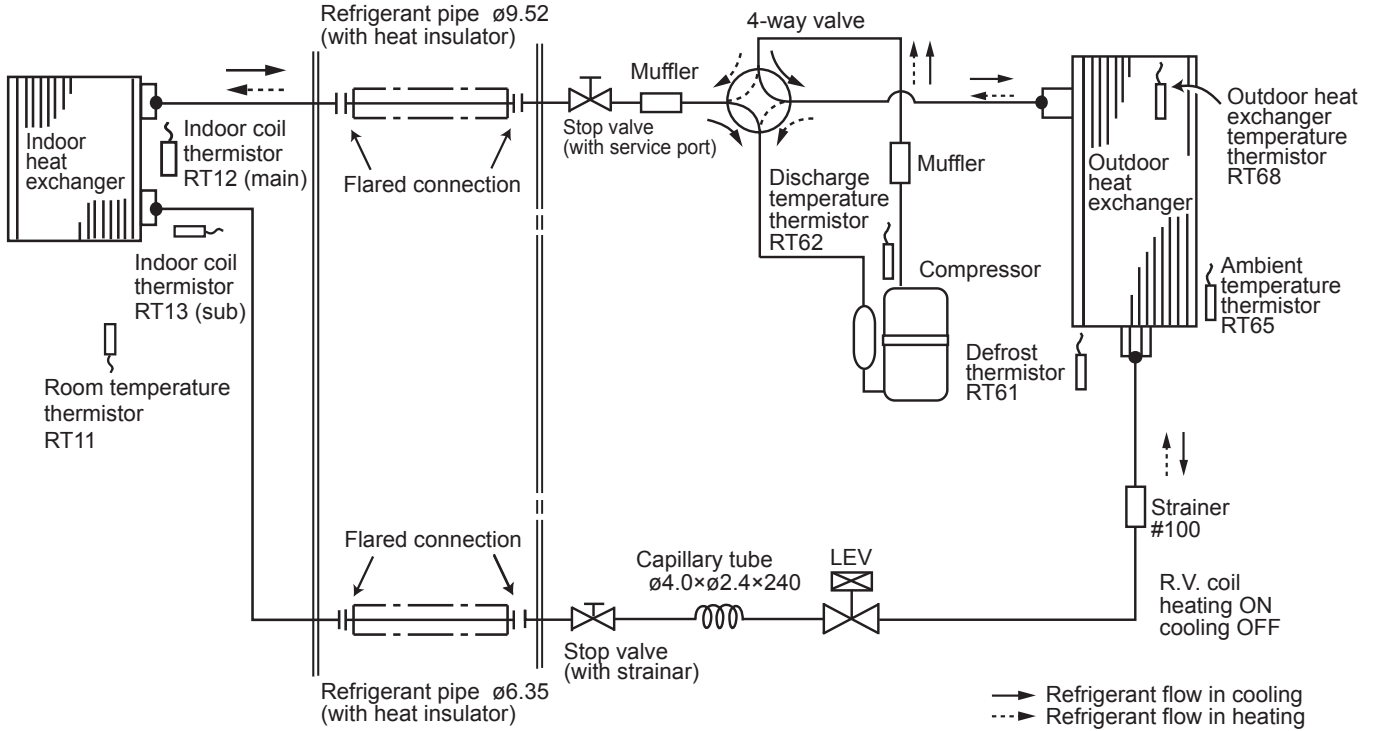 Refrigerant pipe ø9.52
(with heat insulator)
4-way valve
Muffler
Stop valve
(with service port)
Indoor
heat
exchanger
Indoor coil
thermistor
RT12 (main)
Flared connection
Muffler
Discharge
temperature
thermistor
RT62
Outdoor
heat
exchanger
Outdoor heat
exchanger
temperature
thermistor
RT68
Indoor coil
thermistor
RT13 (sub)
Compressor
Ambient
temperature
thermistor
RT65
Room temperature
thermistor
RT11
Defrost
thermistor
RT61
Strainer
#100
Flared connection
Capillary tube
ø4.0×ø2.4×240
LEV
R.V. coil
heating ON
cooling OFF
Stop valve
(with strainar)
Refrigerant pipe ø6.35
(with heat insulator)
Refrigerant flow in cooling
Refrigerant flow in heating